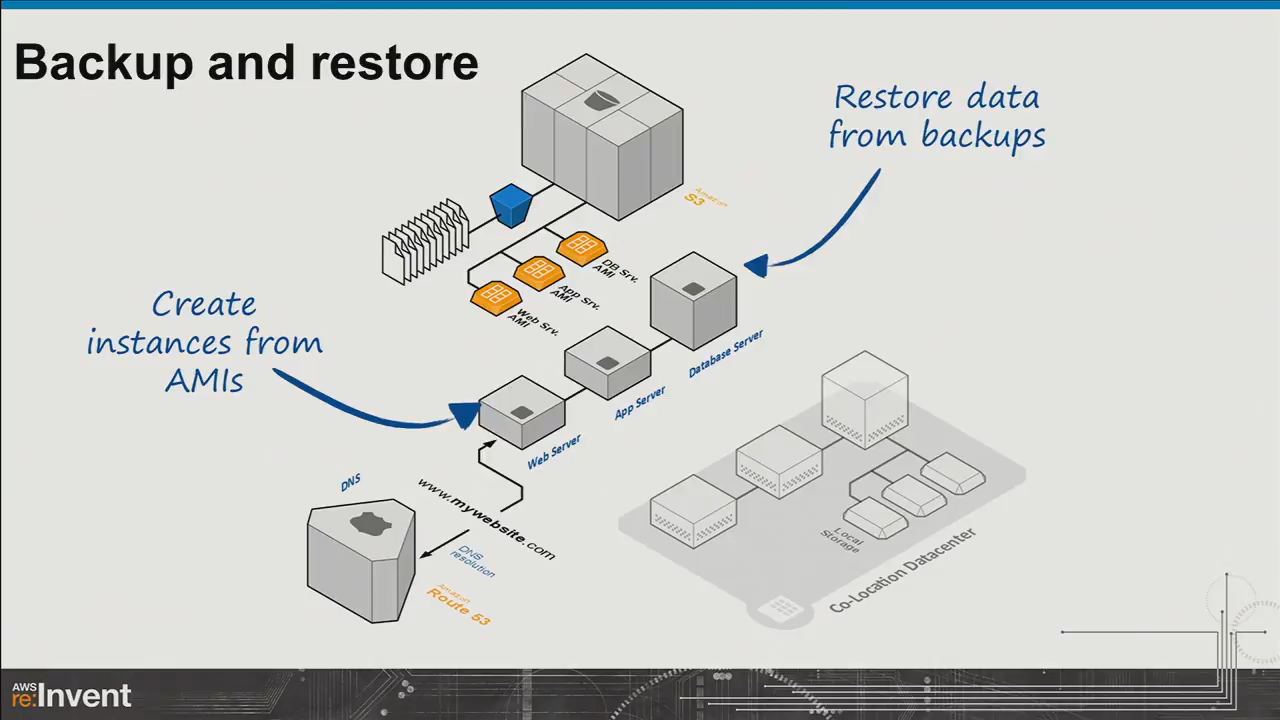 Backup and restore
Restore data
from backups
Amazon
S3
DB Srv.
AMI
App Srv.
AMI
Web Srv.
AMI
Create
instances from
AMIs
Database Server
App Server
Web Server
DNS
www.mywebsite.com
DNS
resolution
Amazon
Route 53
Local
Storage
Co-Location Datacenter
AWS
re:Invent